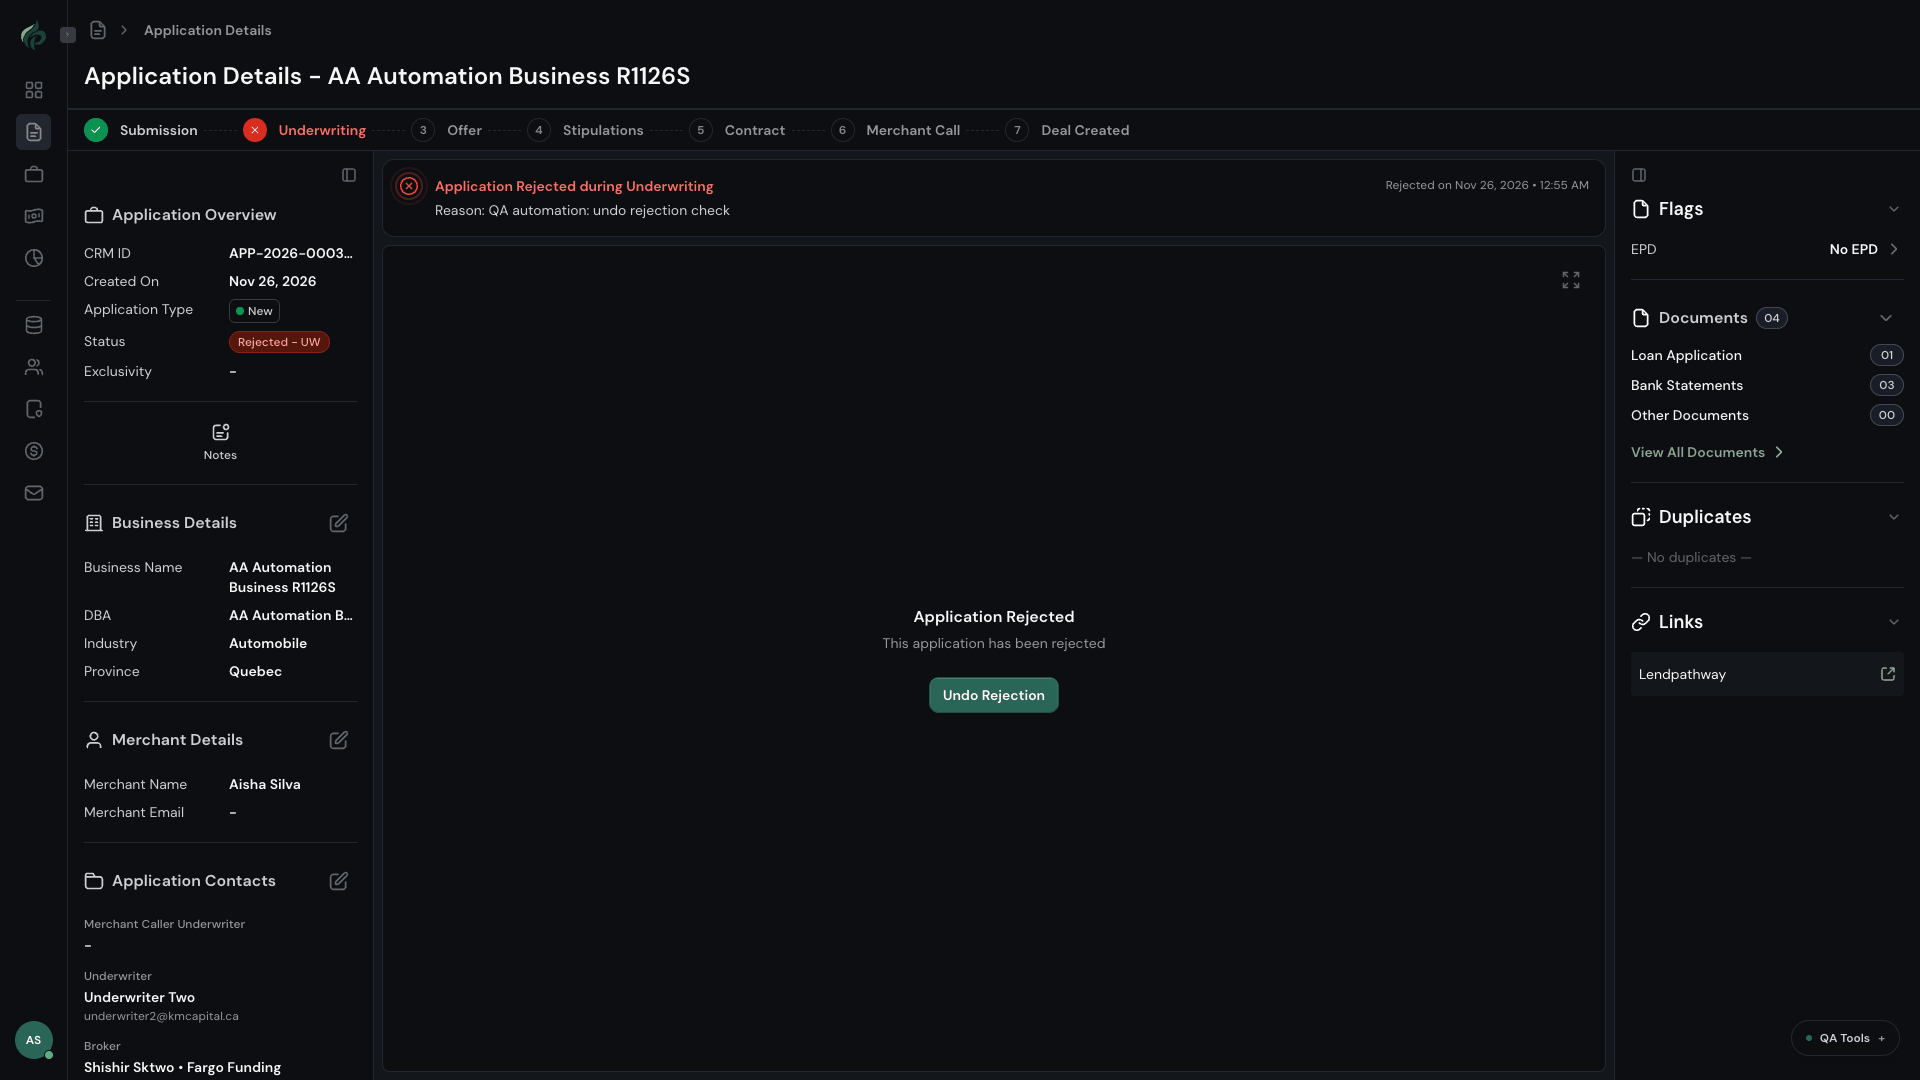 Application Details
Application Details – AA Automation Business R1126S
Submission
Underwriting
3 Offer
4 Stipulations
5 Contract
6 Merchant Call
7 Deal Created
Application Overview
CRM ID APP-2026-0003...
Created On Nov 26, 2026
Application Type New
Status Rejected - UW
Exclusivity –
Notes
Business Details
Business Name AA Automation
Business R1126S
DBA AA Automation B...
Industry Automobile
Province Quebec
Merchant Details
Merchant Name Aisha Silva
Merchant Email –
Application Contacts
Merchant Caller Underwriter
–
Underwriter
Underwriter Two
underwriter2@kmcapital.ca
Broker
Shishir Sktwo • Fargo Funding
AS
Application Rejected during Underwriting
Rejected on Nov 26, 2026 • 12:55 AM
Reason: QA automation: undo rejection check
Application Rejected
This application has been rejected
Undo Rejection
Flags
EPD No EPD
Documents 04
Loan Application 01
Bank Statements 03
Other Documents 00
View All Documents
Duplicates
— No duplicates —
Links
Lendpathway
QA Tools +